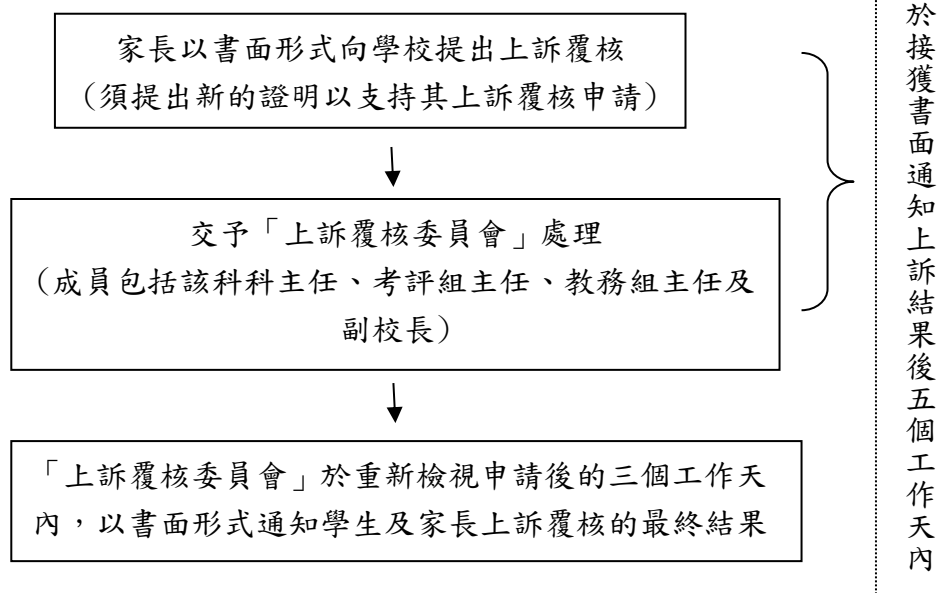 家長以書面形式向學校提出上訴覆核
（須提出新的證明以支持其上訴覆核申請）
交予「上訴覆核委員會」處理
（成員包括該科科主任、考評組主任、教務組主任及
副校長）
「上訴覆核委員會」於重新檢視申請後的三個工作天
內，以書面形式通知學生及家長上訴覆核的最終結果
於接獲書面通知上訴結果後五個工作天內